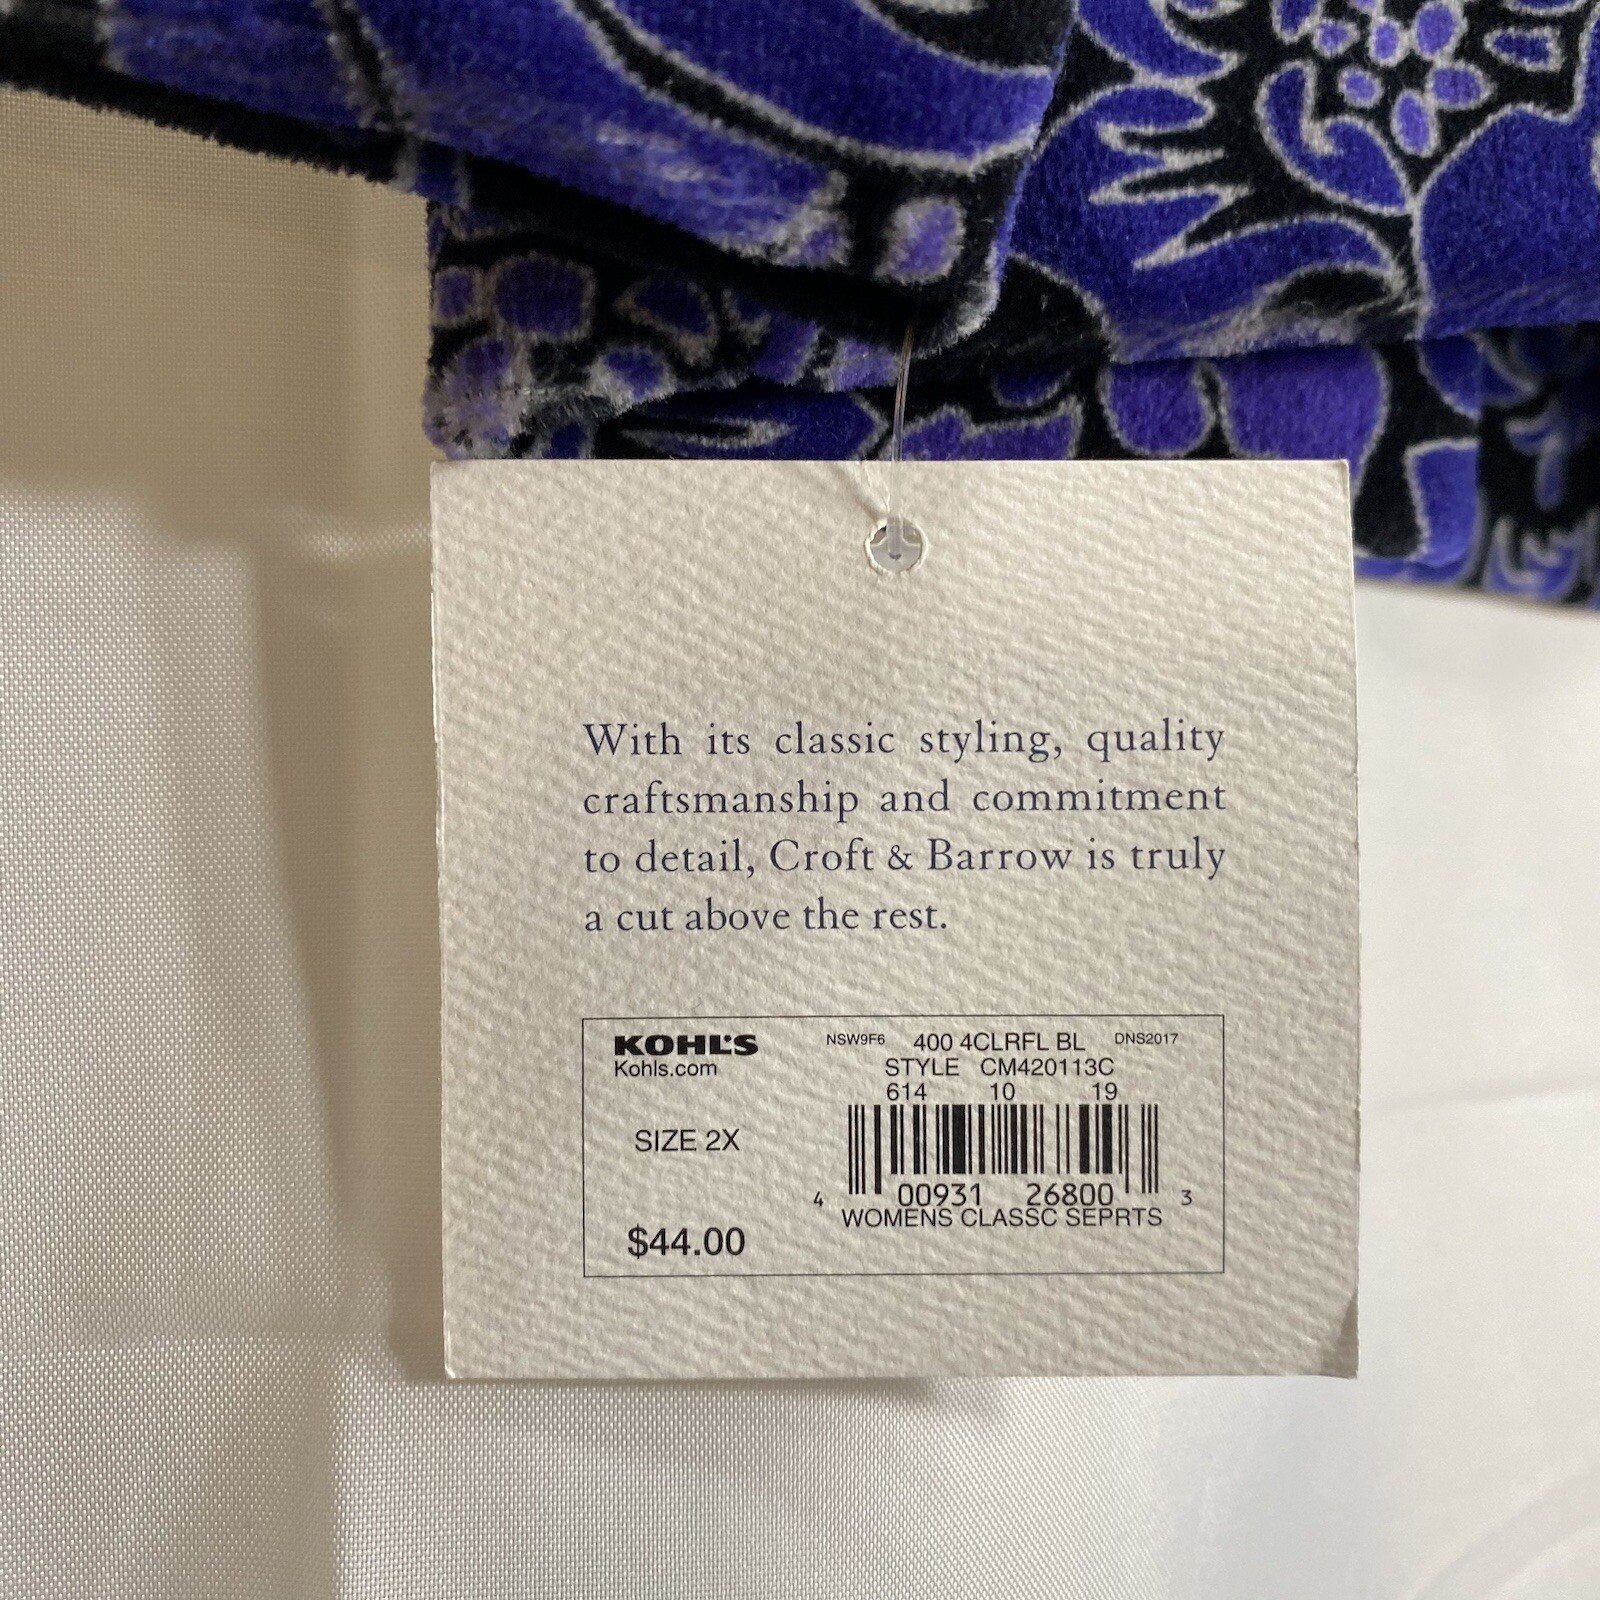 With its classic styling, quality
craftsmanship and commitment
to detail, Croft & Barrow is truly
a cut above the rest.
KOHL'S
Kohls.com
SIZE 2X
$44.00
NSW9F6 400 4CLRFL BL DNS2017
STYLE CM420113C
614 10 19
4 00931 26800 3
WOMENS CLASSC SEPRTS